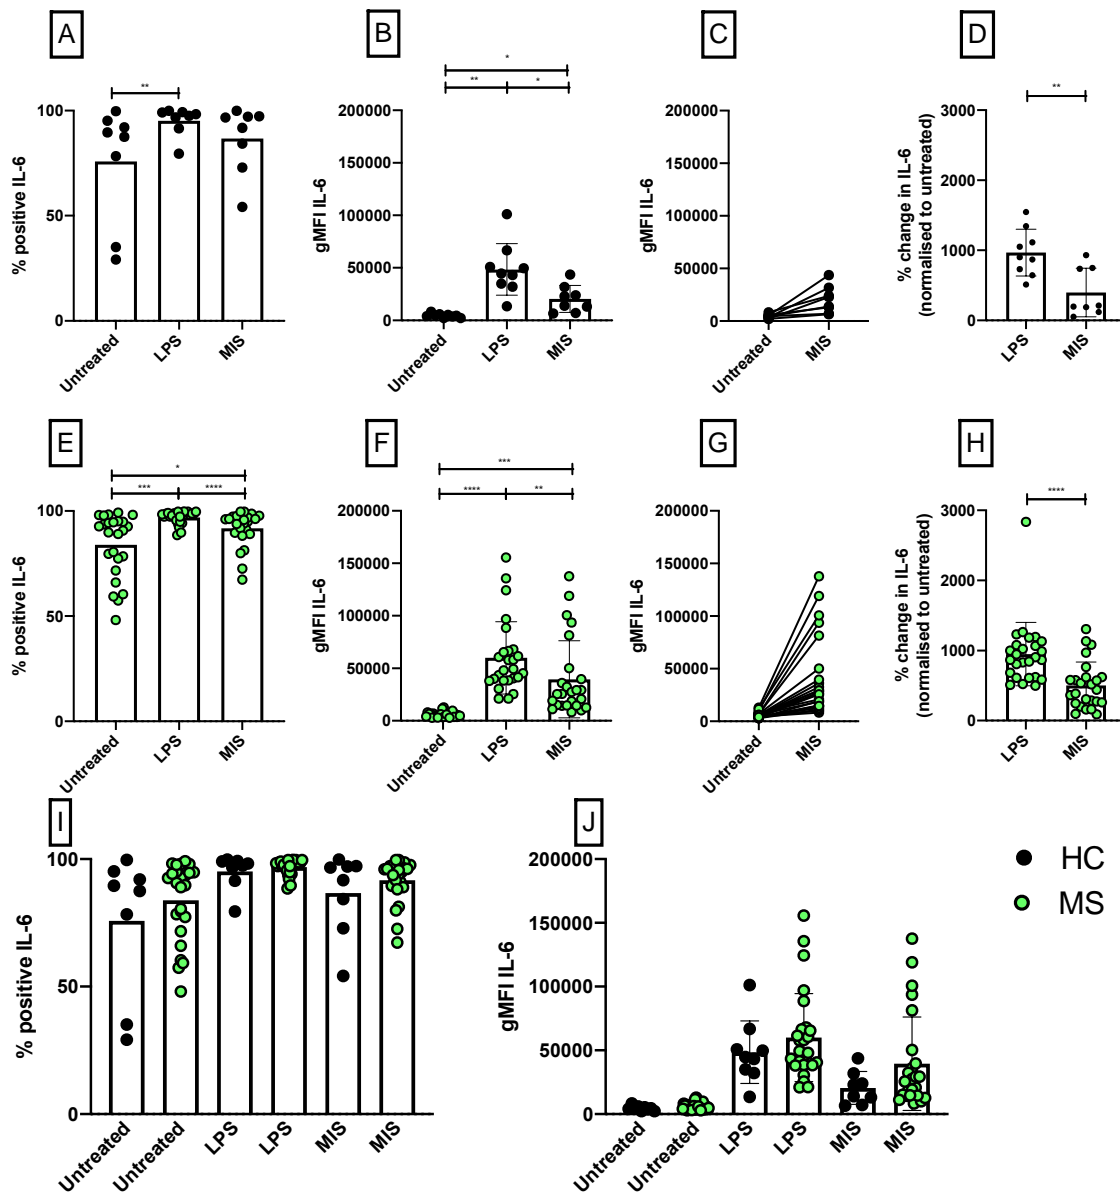 A
B
C
D
**
*
**
*
**
% positive IL-6
100
50
0
Untreated
LPS
MIS
gMFI IL-6
200000
150000
100000
50000
0
Untreated
LPS
MIS
gMFI IL-6
200000
150000
100000
50000
0
Untreated
MIS
% change in IL-6
(normalised to untreated)
3000
2000
1000
0
LPS
MIS
E
F
G
H
*
***
****
***
****
**
****
% positive IL-6
100
50
0
Untreated
LPS
MIS
gMFI IL-6
200000
150000
100000
50000
0
Untreated
LPS
MIS
gMFI IL-6
200000
150000
100000
50000
0
Untreated
MIS
% change in IL-6
(normalised to untreated)
3000
2000
1000
0
LPS
MIS
I
J
% positive IL-6
100
50
0
Untreated
Untreated
LPS
LPS
MIS
MIS
gMFI IL-6
200000
150000
100000
50000
0
Untreated
Untreated
LPS
LPS
MIS
MIS
HC
MS